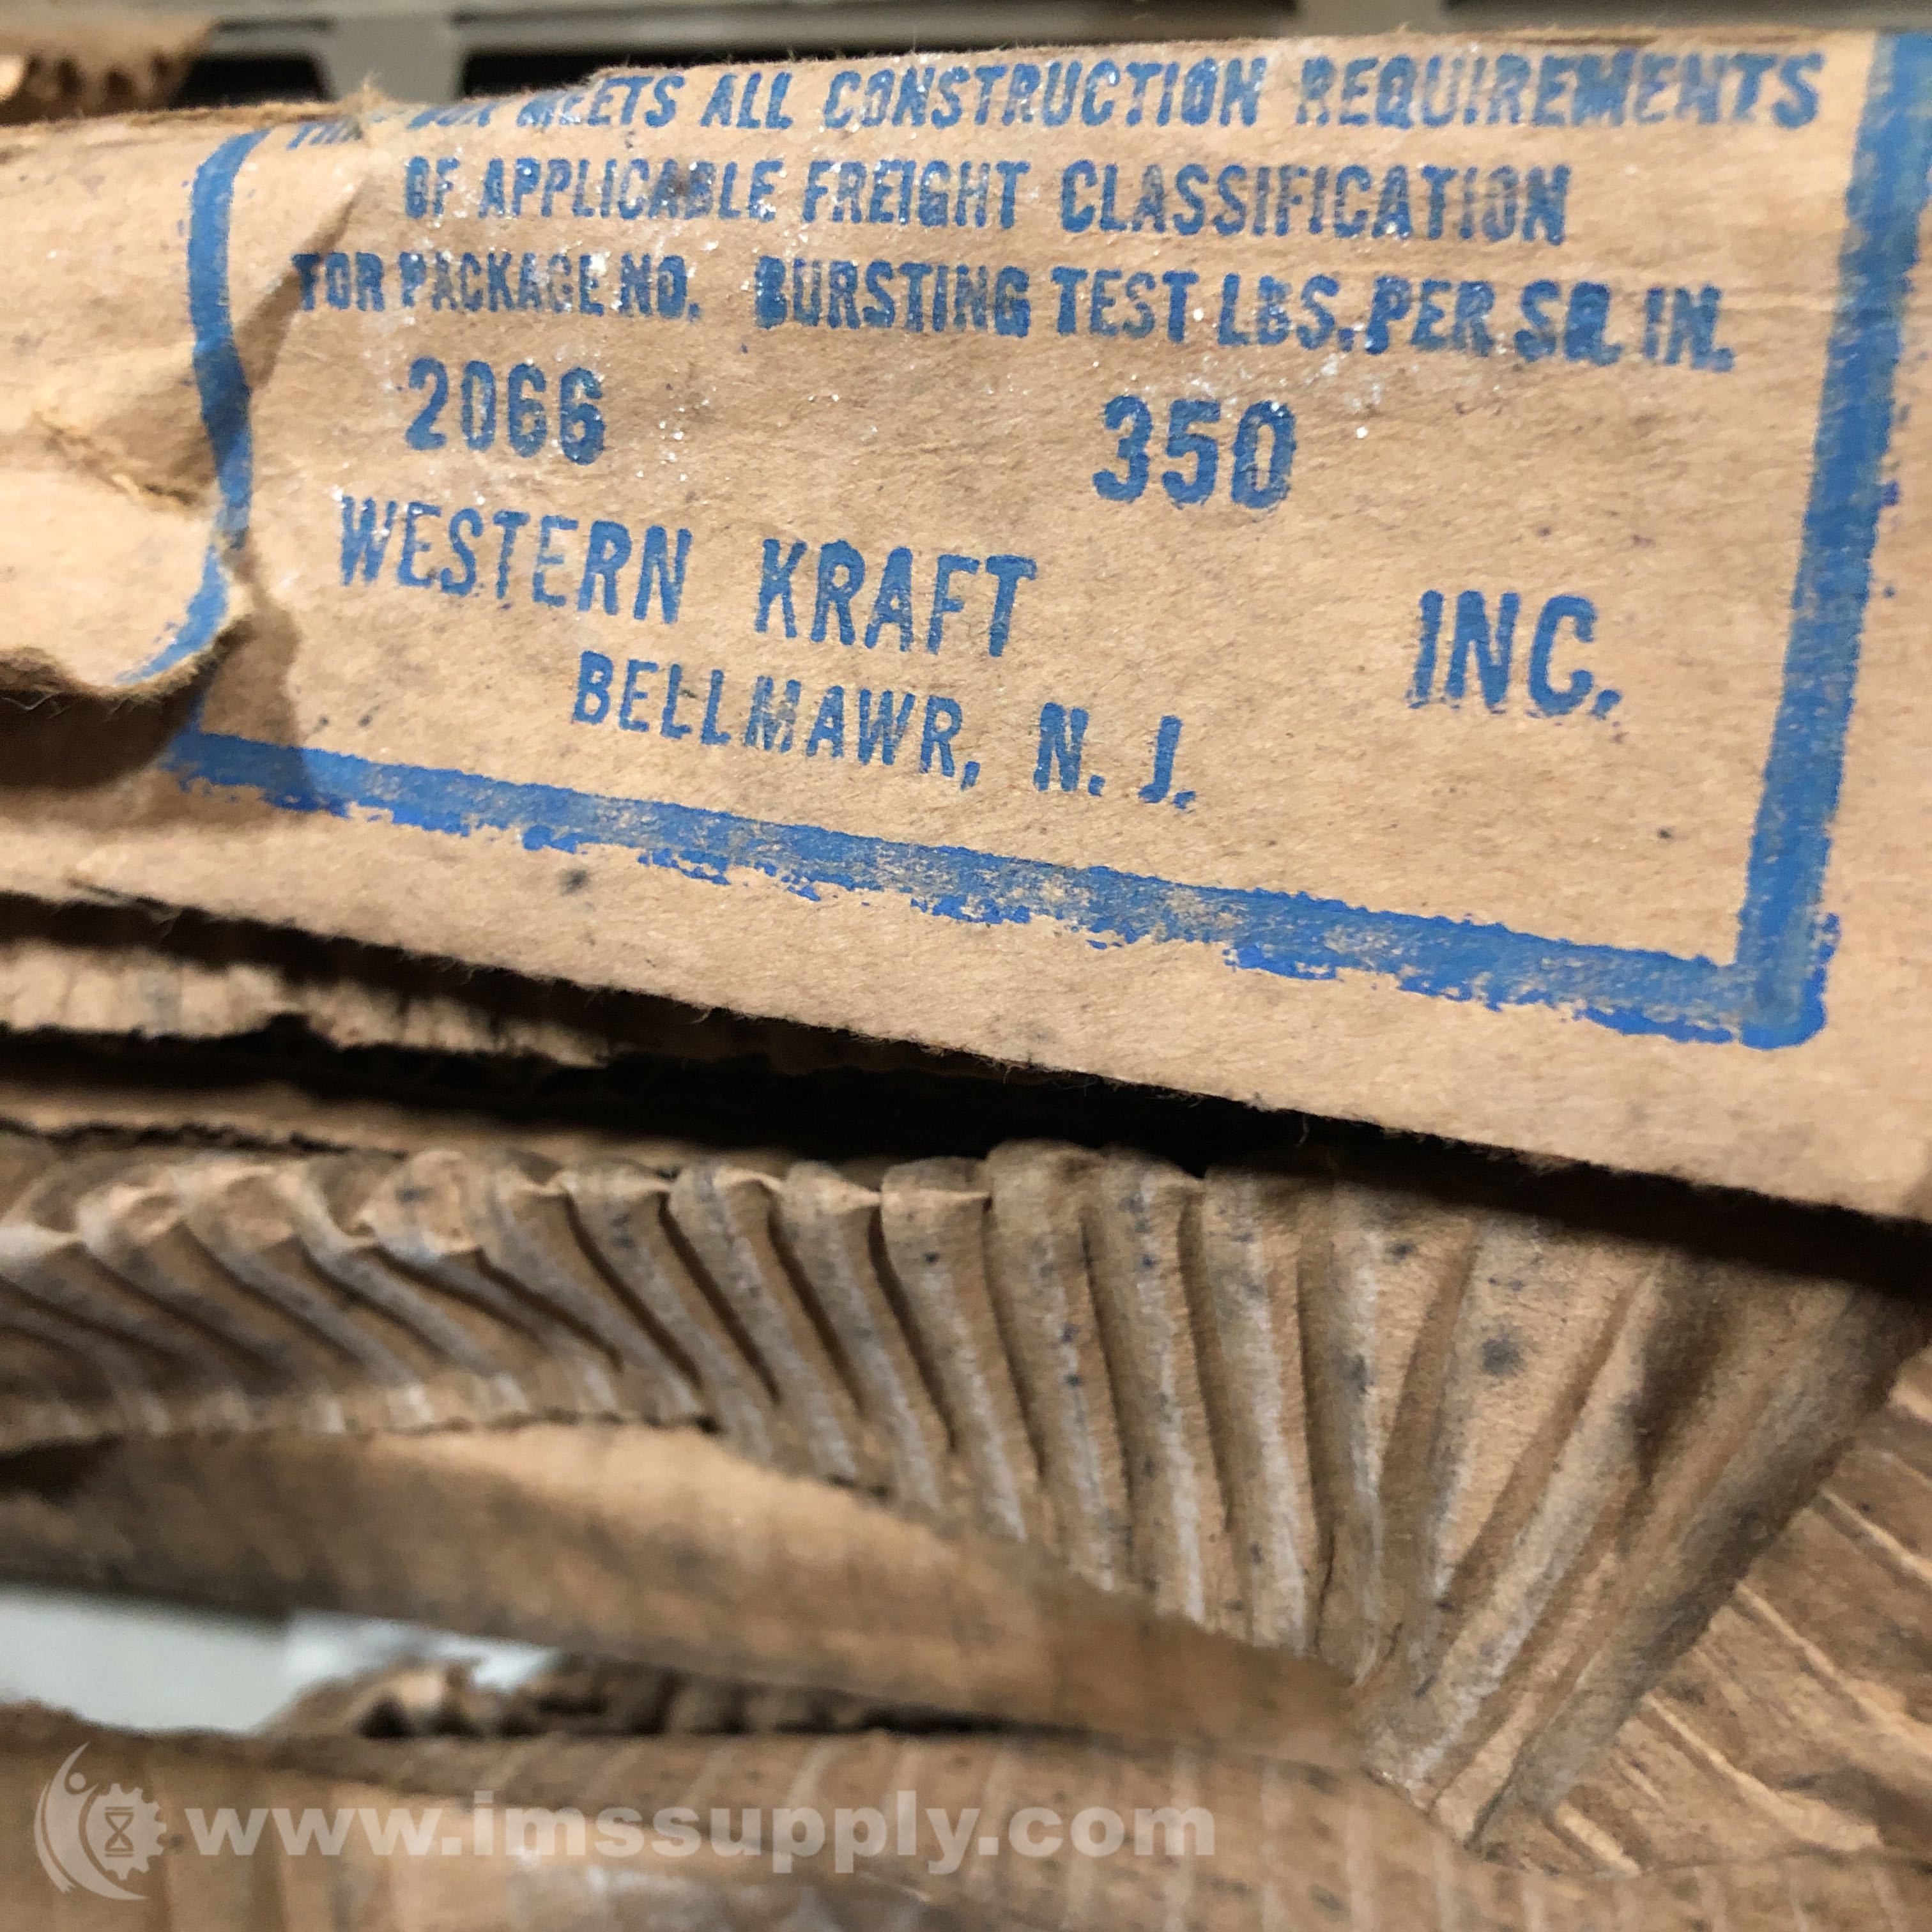 THIS BOX MEETS ALL CONSTRUCTION REQUIREMENTS
OF APPLICABLE FREIGHT CLASSIFICATION
FOR PACKAGE NO. BURSTING TEST LBS. PER SQ. IN.
2066 350
WESTERN KRAFT INC.
BELLMAWR, N. J.
www.imssupply.com